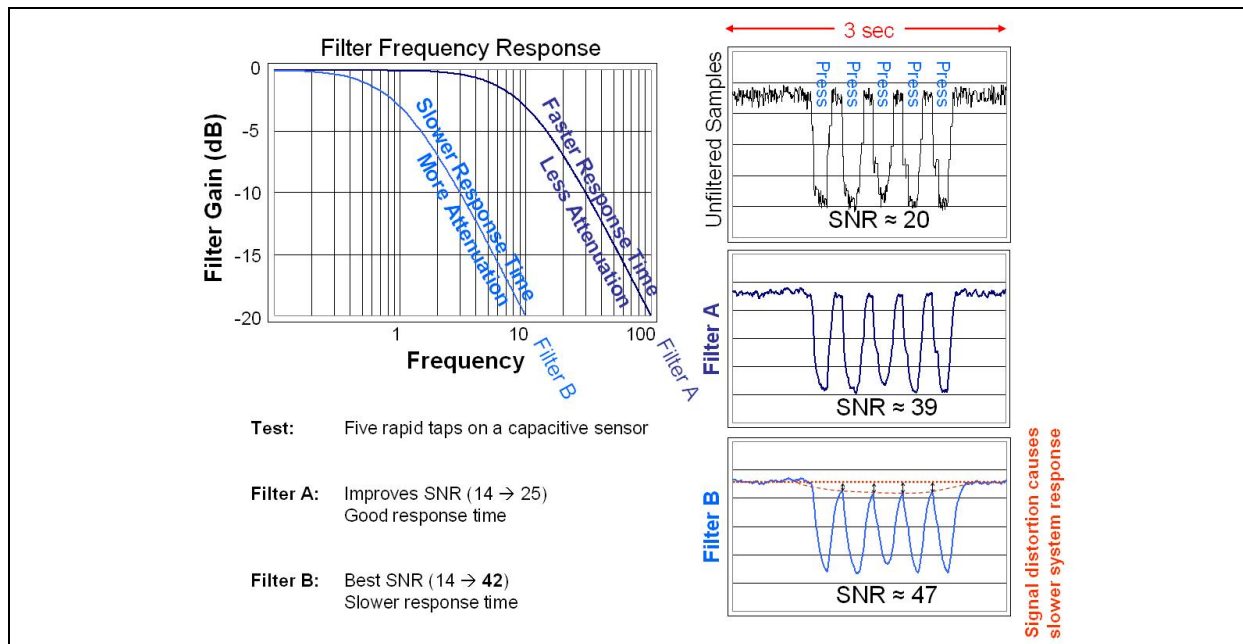 Filter Frequency Response
0
-5
-10
-15
-20
Filter Gain (dB)
1
10
100
Frequency
Slower Response Time
More Attenuation
Faster Response Time
Less Attenuation
Filter B
Filter A
Test: Five rapid taps on a capacitive sensor
Filter A: Improves SNR (14 → 25)
Good response time
Filter B: Best SNR (14 → 42)
Slower response time
3 sec
Unfiltered Samples
Press
Press
Press
Press
Press
SNR ≈ 20
Filter A
SNR ≈ 39
Filter B
SNR ≈ 47
Signal distortion causes
slower system response